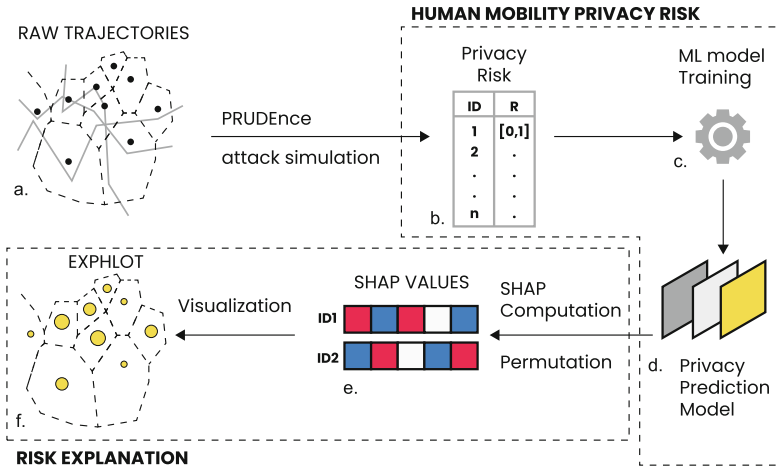 HUMAN MOBILITY PRIVACY RISK
RAW TRAJECTORIES
a.
PRUDEnce
attack simulation
Privacy
Risk
ID R
1 [0,1]
2 .
. .
. .
n .
b.
ML model
Training
c.
d.
Privacy
Prediction
Model
SHAP
Computation
Permutation
SHAP VALUES
ID1
ID2
e.
Visualization
EXPHLOT
f.
RISK EXPLANATION